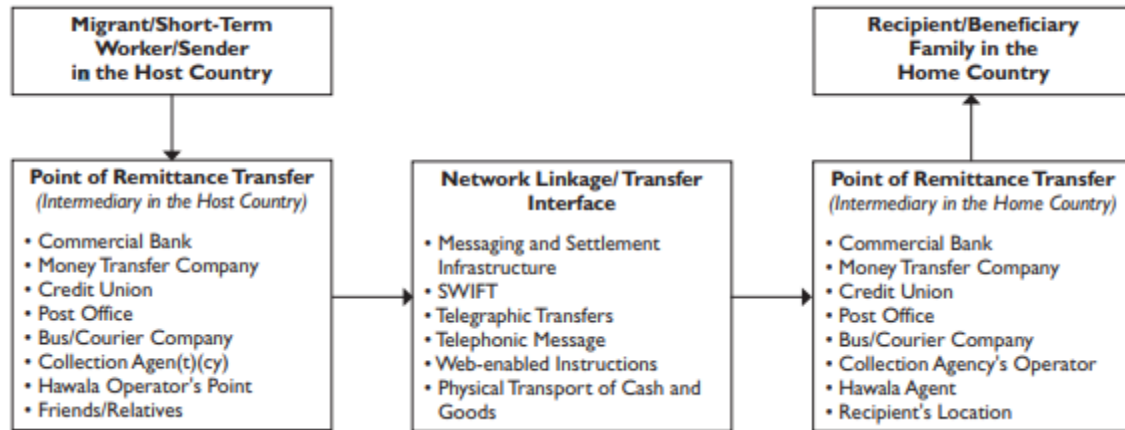 Migrant/Short-Term
Worker/Sender
in the Host Country
Recipient/Beneficiary
Family in the
Home Country
Point of Remittance Transfer
(Intermediary in the Host Country)
• Commercial Bank
• Money Transfer Company
• Credit Union
• Post Office
• Bus/Courier Company
• Collection Agen(t)(cy)
• Hawala Operator's Point
• Friends/Relatives
Network Linkage/ Transfer
Interface
• Messaging and Settlement
Infrastructure
• SWIFT
• Telegraphic Transfers
• Telephonic Message
• Web-enabled Instructions
• Physical Transport of Cash and
Goods
Point of Remittance Transfer
(Intermediary in the Home Country)
• Commercial Bank
• Money Transfer Company
• Credit Union
• Post Office
• Bus/Courier Company
• Collection Agency's Operator
• Hawala Agent
• Recipient's Location